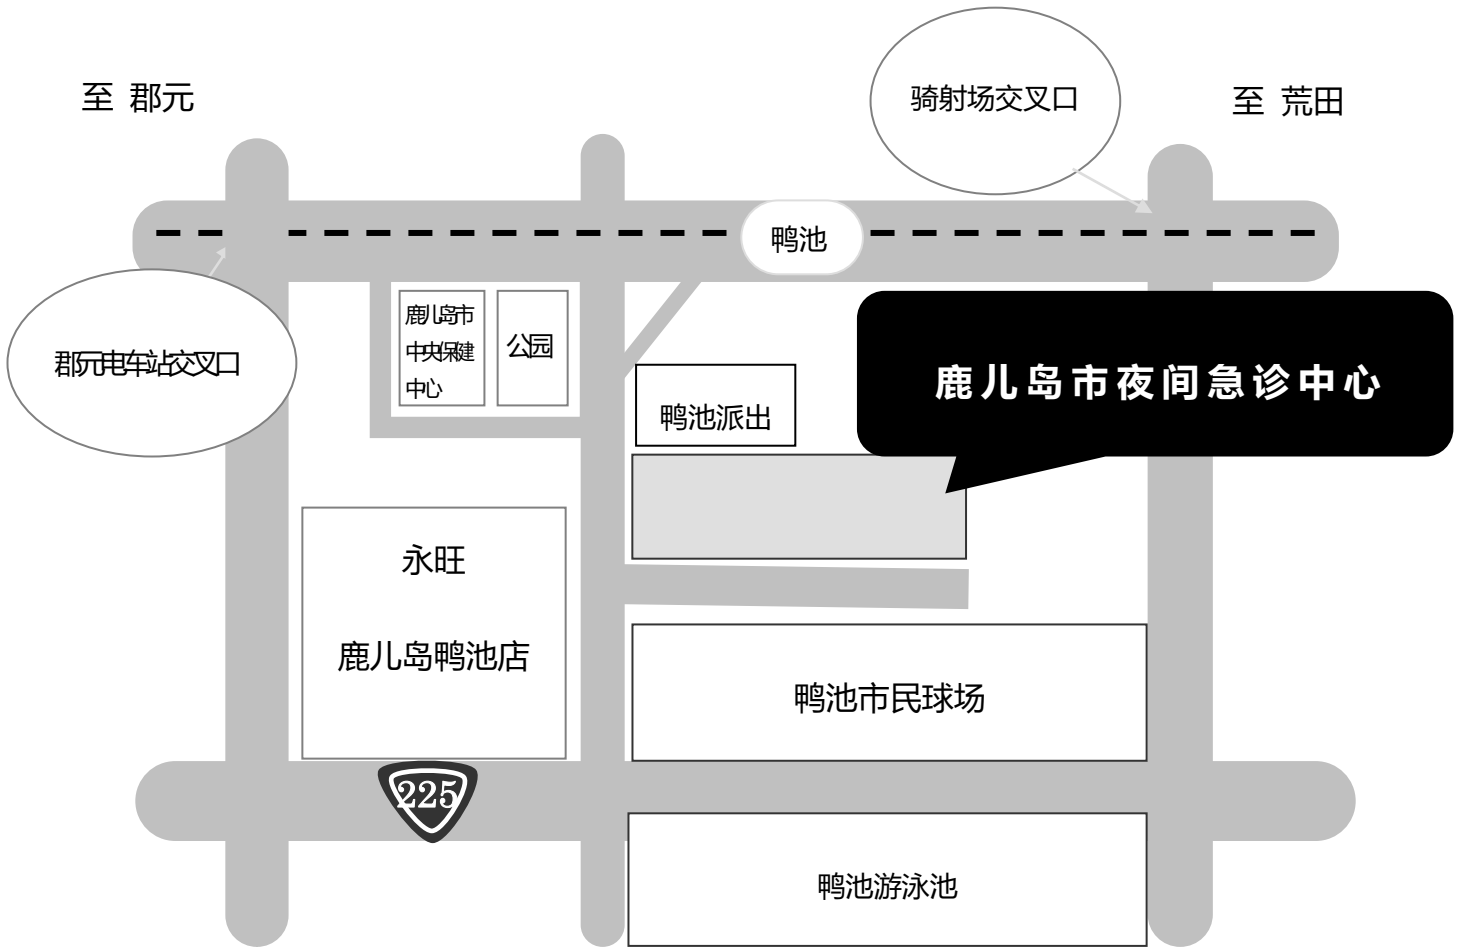 至 郡元
骑射场交叉口
至 荒田
鸭池
郡元电车站交叉口
鹿儿岛市
中央保健
中心
公园
鸭池派出
鹿儿岛市夜间急诊中心
永旺
鹿儿岛鸭池店
鸭池市民球场
225
鸭池游泳池